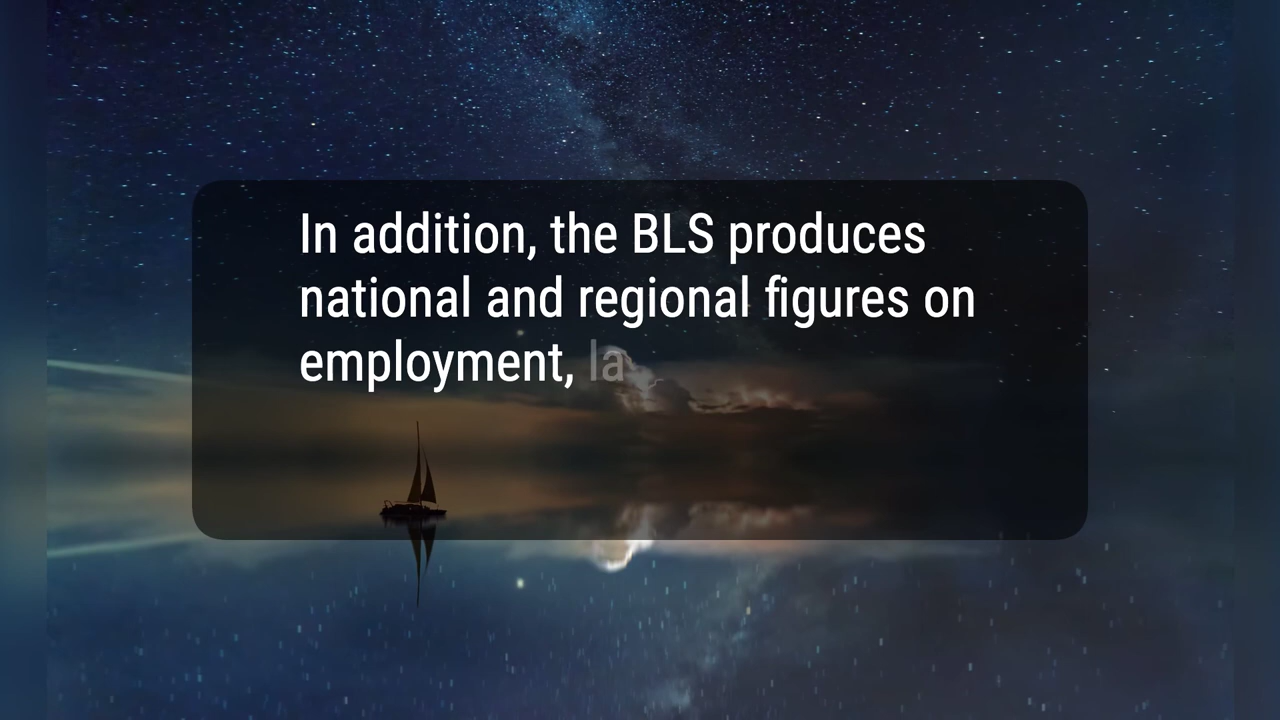 In addition, the BLS produces
national and regional figures on
employment, la